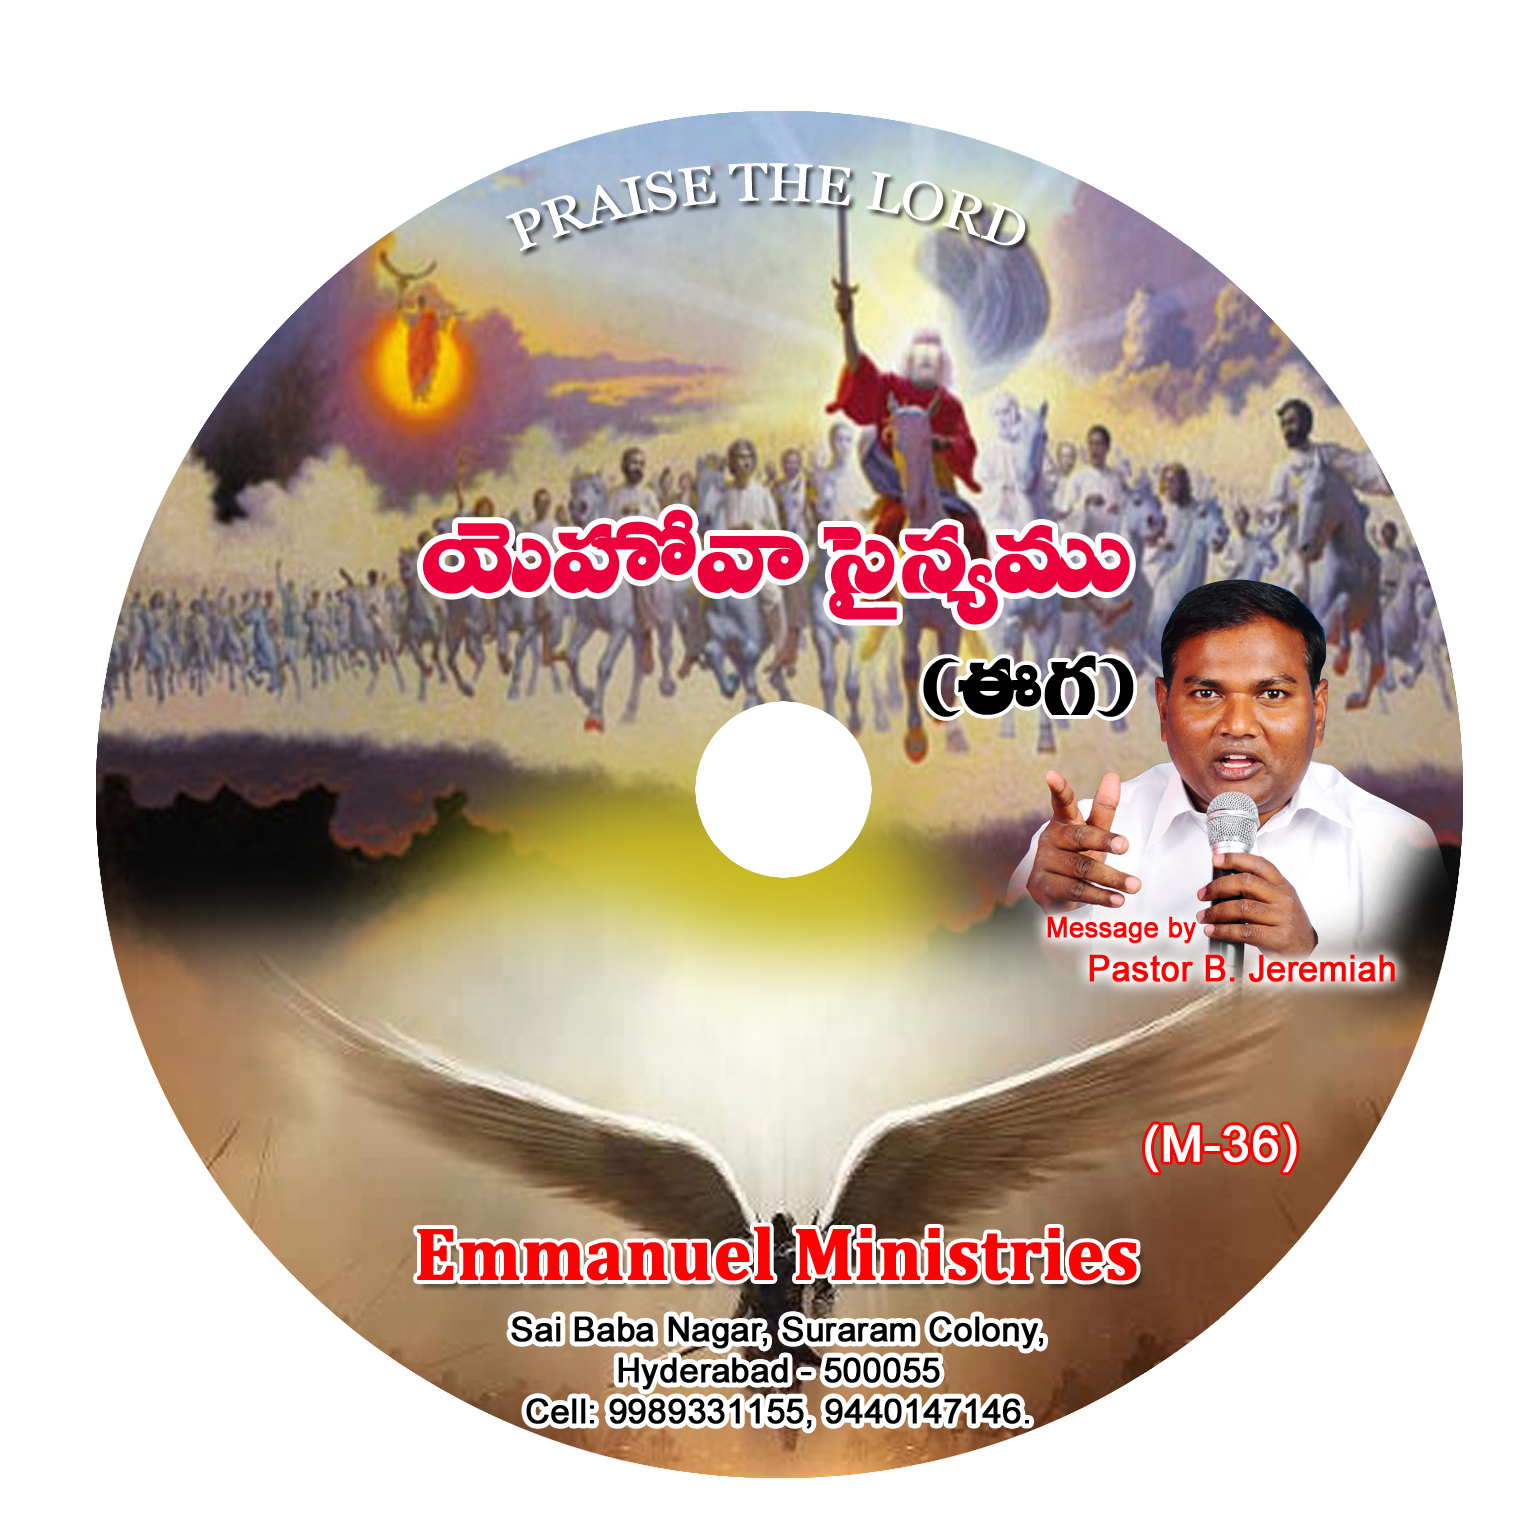 PRAISE THE LORD
యెహోవా సైన్యము
(ఈగ)
Message by
Pastor B. Jeremiah
(M-36)
Emmanuel Ministries
Sai Baba Nagar, Suraram Colony,
Hyderabad - 500055
Cell: 9989331155, 9440147146.